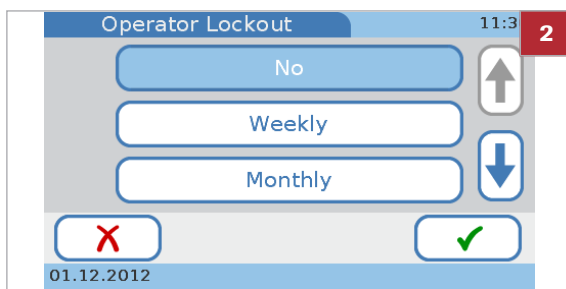 Operator Lockout 11:3
2
No
Weekly
Monthly
01.12.2012